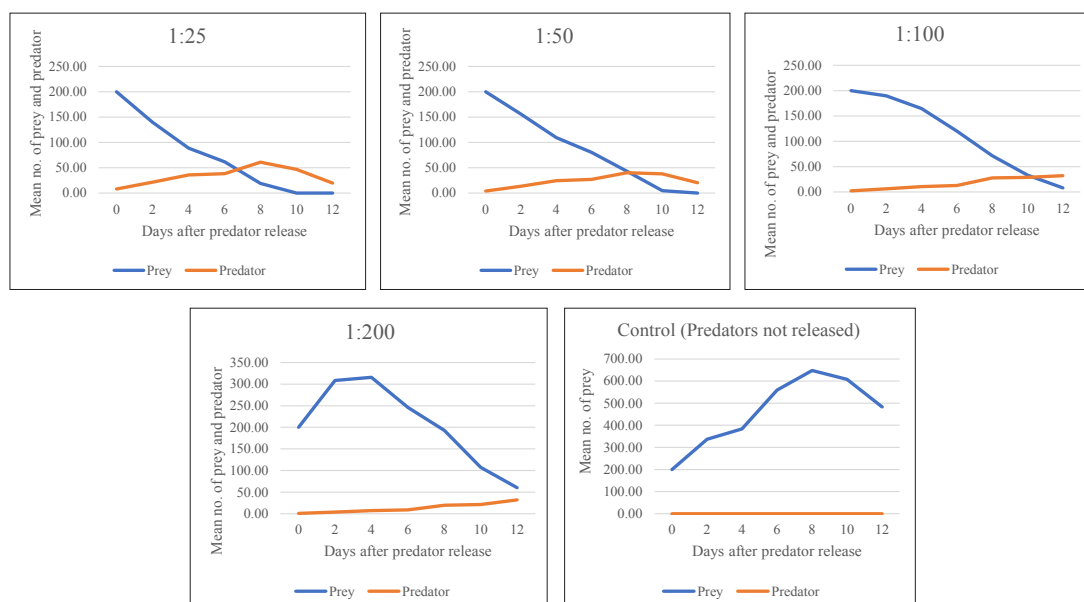 1:25
Mean no. of prey and predator
250.00
200.00
150.00
100.00
50.00
0.00
0 2 4 6 8 10 12
Days after predator release
Prey Predator
1:50
Mean no. of prey and predator
250.00
200.00
150.00
100.00
50.00
0.00
0 2 4 6 8 10 12
Days after predator release
Prey Predator
1:100
Mean no. of prey and predator
250.00
200.00
150.00
100.00
50.00
0.00
0 2 4 6 8 10 12
Days after predator release
Prey Predator
1:200
Mean no. of prey and predator
350.00
300.00
250.00
200.00
150.00
100.00
50.00
0.00
0 2 4 6 8 10 12
Days after predator release
Prey Predator
Control (Predators not released)
Mean no. of prey
700.00
600.00
500.00
400.00
300.00
200.00
100.00
0.00
0 2 4 6 8 10 12
Days after predator release
Prey Predator